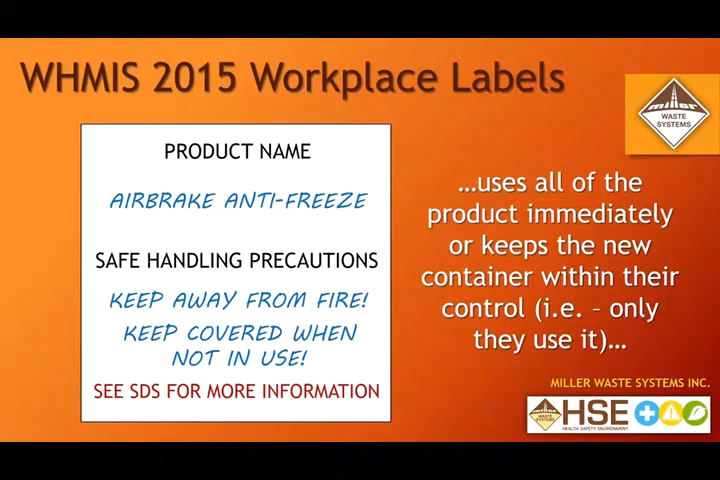 WHMIS 2015 Workplace Labels
miller
WASTE
SYSTEMS
PRODUCT NAME
AIRBRAKE ANTI-FREEZE
SAFE HANDLING PRECAUTIONS
KEEP AWAY FROM FIRE!
KEEP COVERED WHEN
NOT IN USE!
SEE SDS FOR MORE INFORMATION
…uses all of the
product immediately
or keeps the new
container within their
control (i.e. – only
they use it)…
MILLER WASTE SYSTEMS INC.
WASTE
SYSTEMS
HSE
HEALTH SAFETY ENVIRONMENT